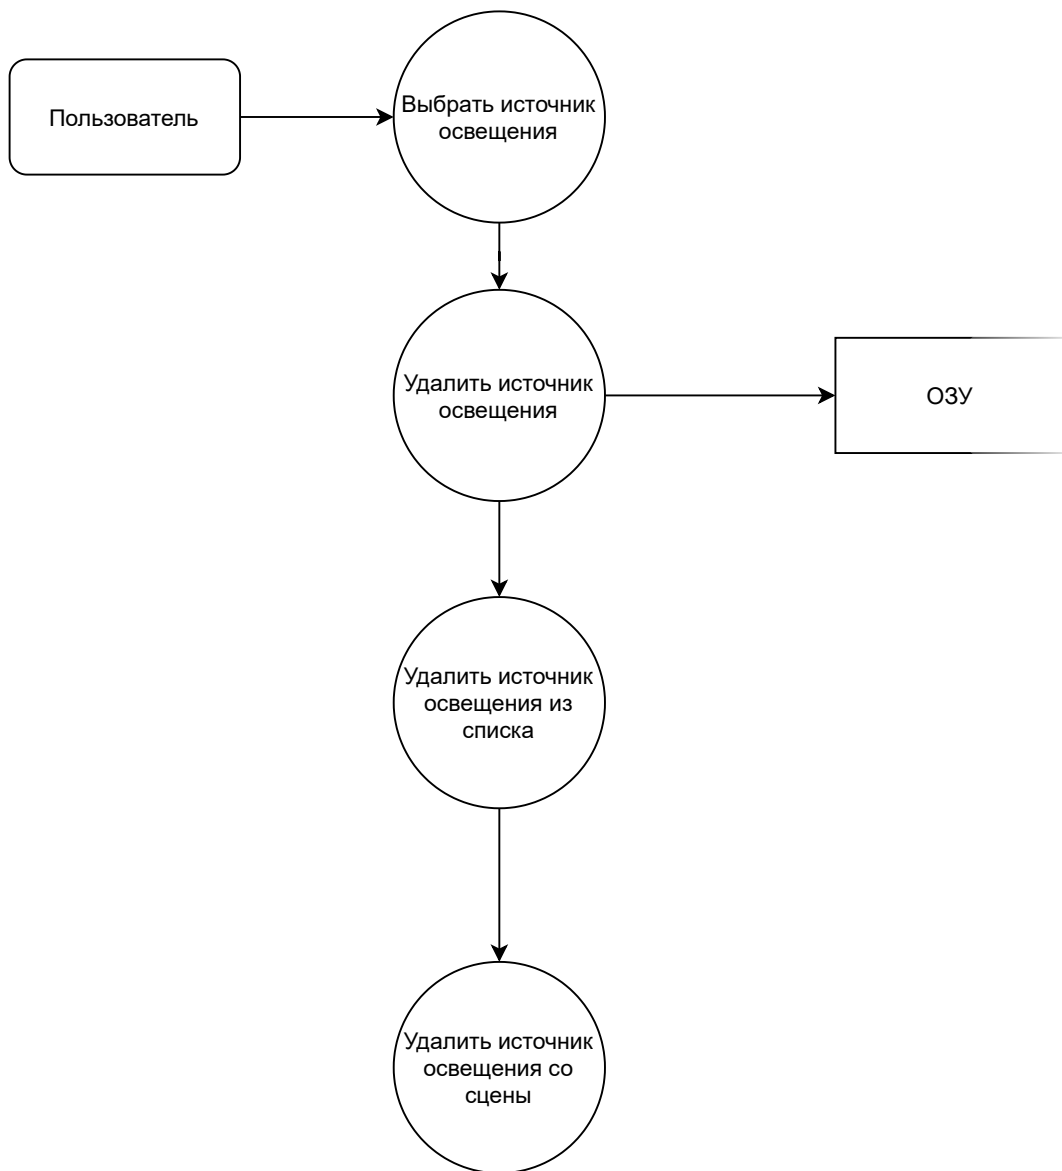 Пользователь
Выбрать источник
освещения
Удалить источник
освещения
ОЗУ
Удалить источник
освещения из
списка
Удалить источник
освещения со
сцены